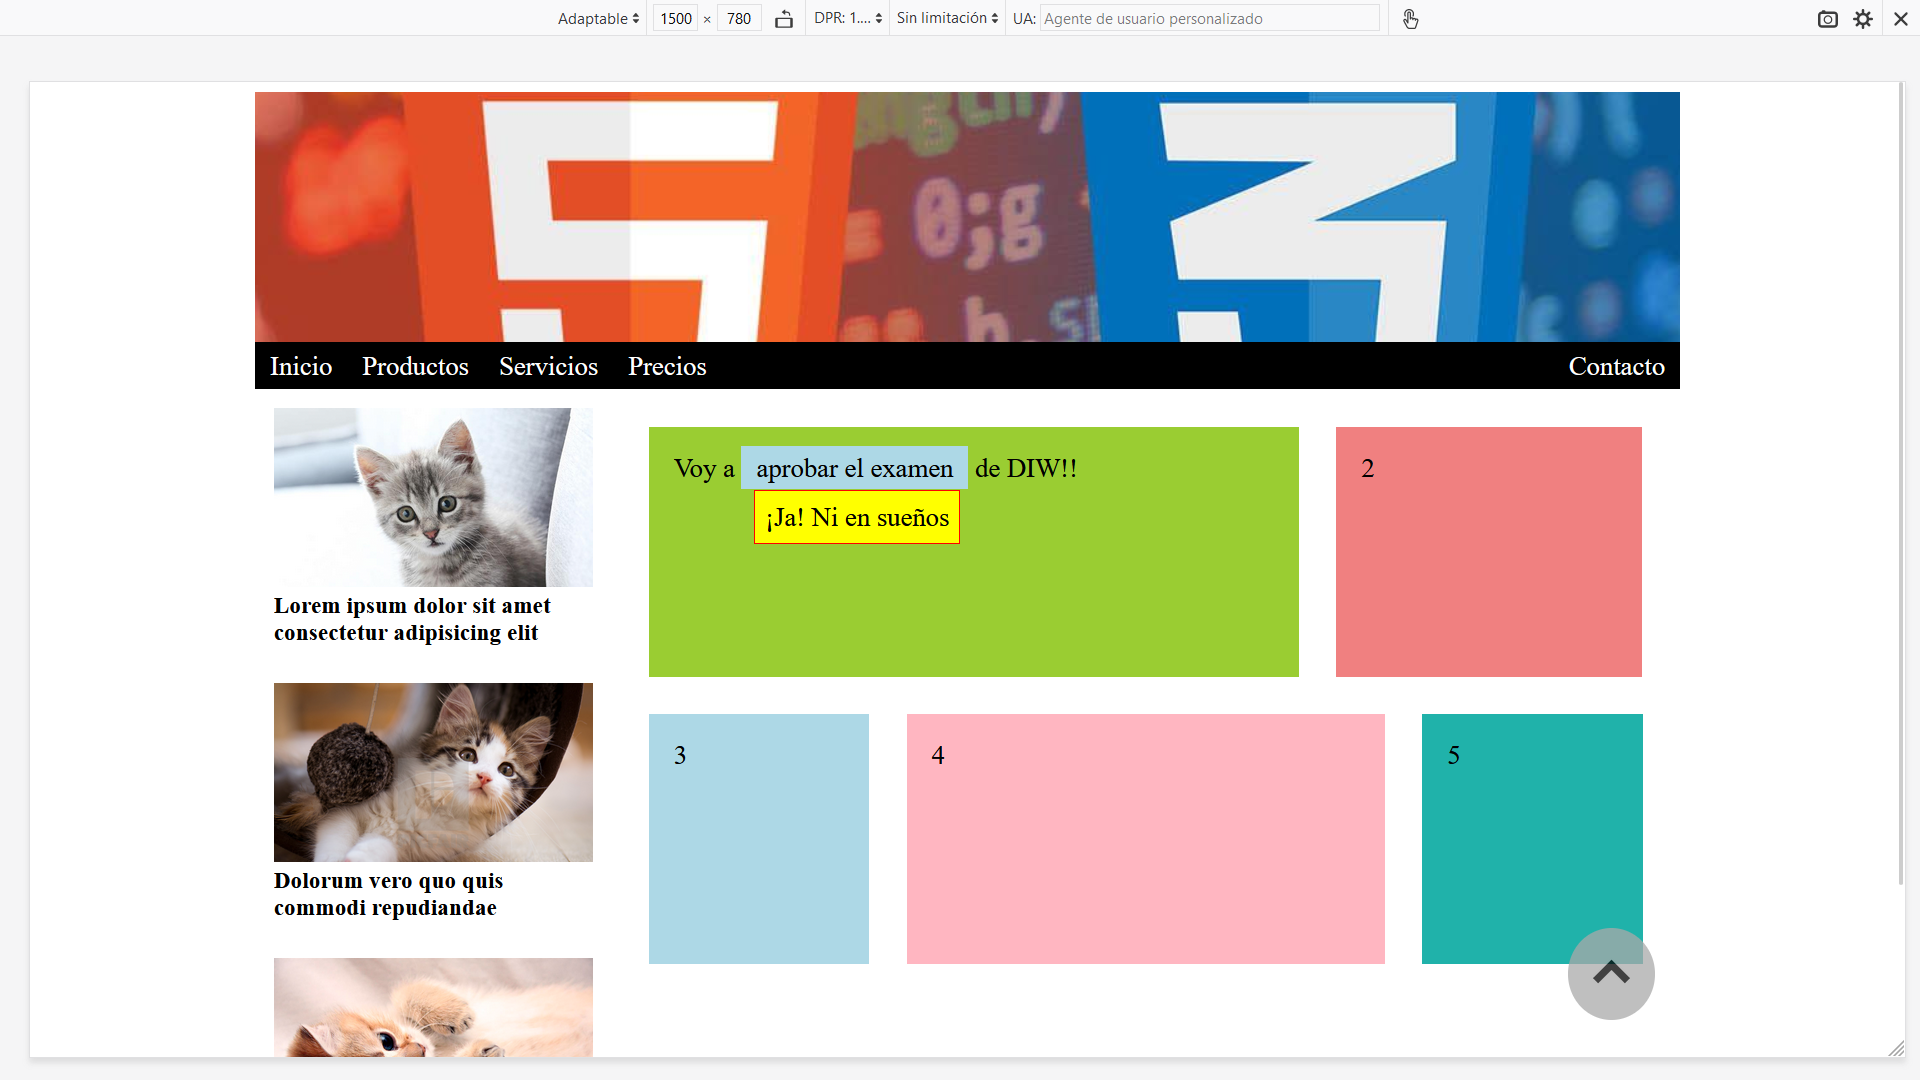 Adaptable 1500 × 780 DPR: 1.... Sin limitación UA: Agente de usuario personalizado
0;g
Inicio Productos Servicios Precios Contacto
Lorem ipsum dolor sit amet
consectetur adipisicing elit
Dolorum vero quo quis
commodi repudiandae
Voy a aprobar el examen de DIW!!
¡Ja! Ni en sueños
2
3
4
5